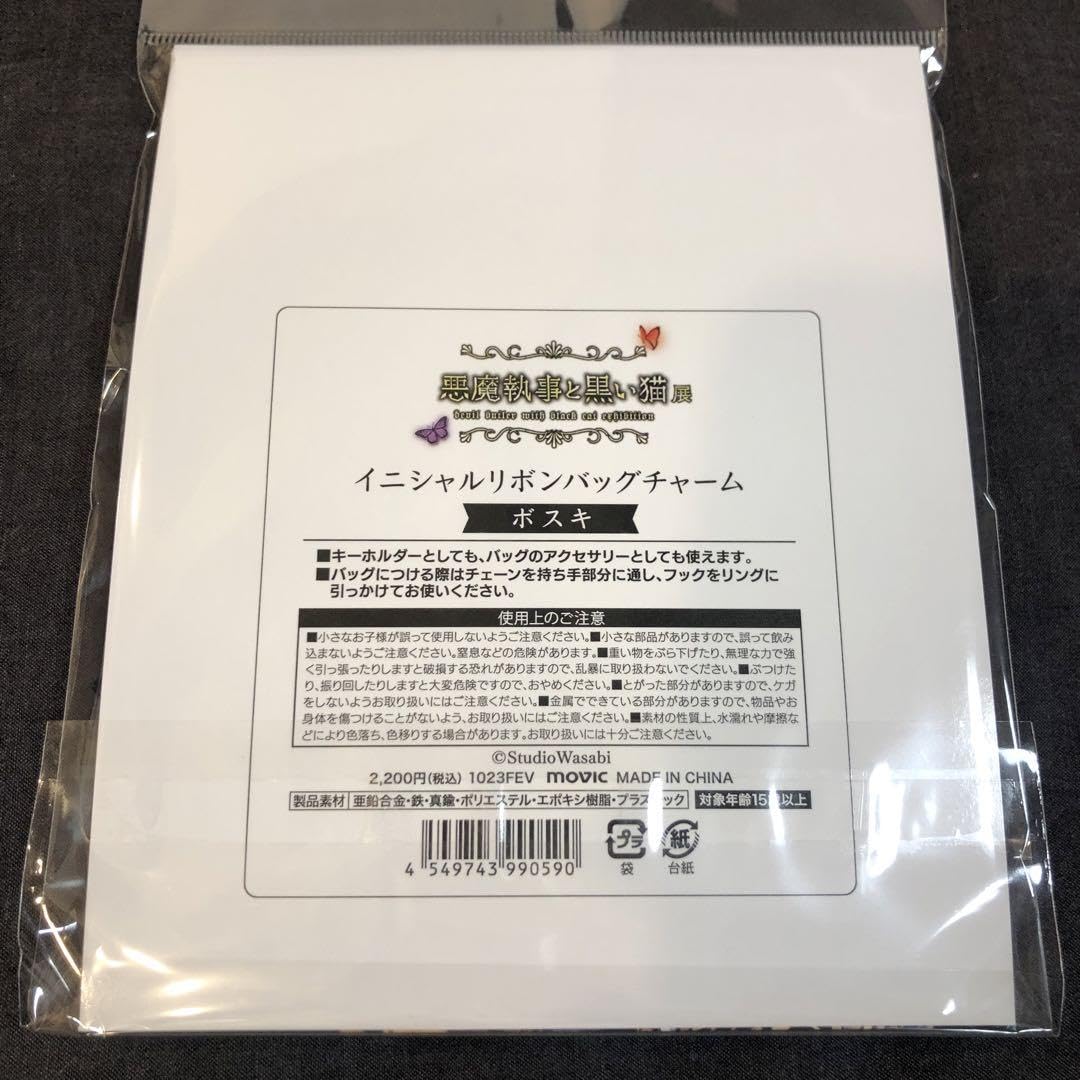 悪魔執事と黒い猫展
devil butler with black cat exhibition
イニシャルリボンバッグチャーム
ボスキ
■キーホルダーとしても、バッグのアクセサリーとしても使えます。
■バッグにつける際はチェーンを持ち手部分に通し、フックをリングに
引っかけてお使いください。
使用上のご注意
■小さなお子様が誤って使用しないようご注意ください。■小さな部品がありますので、誤って飲み
込まないようご注意ください。窒息などの危険があります。■重い物をぶら下げたり、無理な力で強
く引っ張ったりしますと破損する恐れがありますので、乱暴に取り扱わないでください。■ぶつけた
り、振り回したりしますと大変危険ですので、おやめください。■とがった部分がありますので、ケガ
をしないようお取り扱いにはご注意ください。■金属でできている部分がありますので、物品やお
身体を傷つけることがないよう、お取り扱いにはご注意ください。■素材の性質上、水濡れや摩擦な
どにより色落ち、色移りする場合があります。お取り扱いには十分ご注意ください。
©StudioWasabi
2,200円(税込) 1023FEV movic MADE IN CHINA
製品素材 亜鉛合金・鉄・真鍮・ポリエステル・エポキシ樹脂・プラスチック 対象年齢15歳以上
4 549743 990590
プラ 紙
袋 台紙